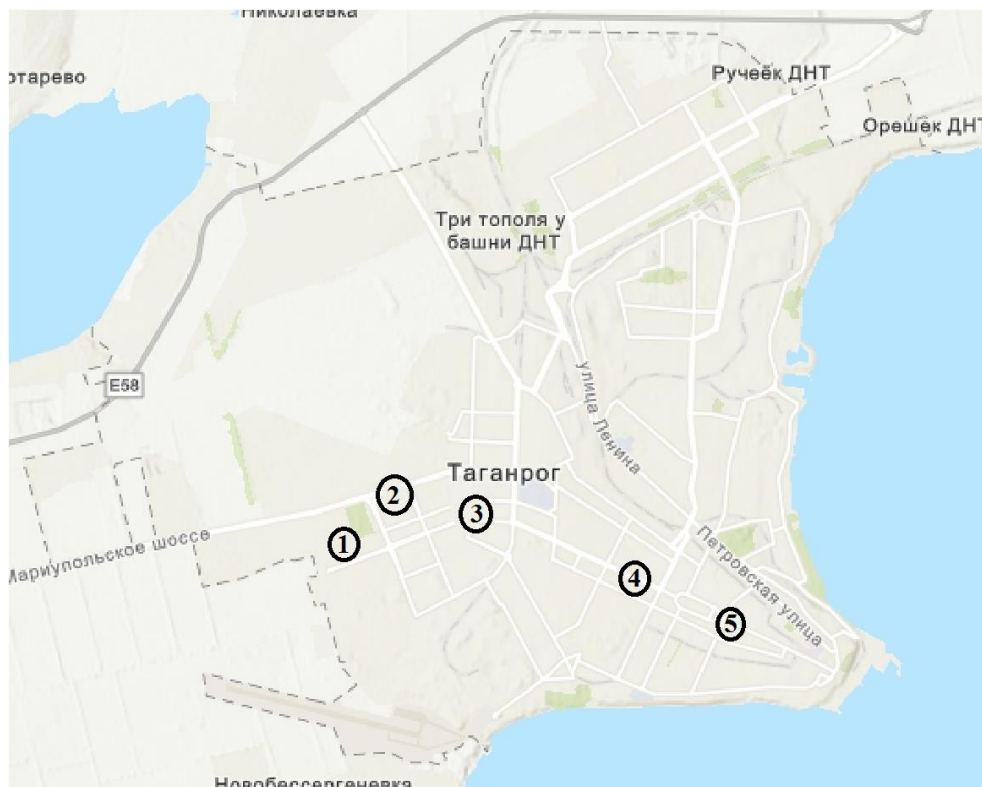 Николаевка
отарево
Ручеёк ДНТ
Орешек ДНТ
Три тополя у
башни ДНТ
E58
улица Ленина
Таганрог
2
3
1
Мариупольское шоссе
Петровская улица
4
5
Новобессергеневка